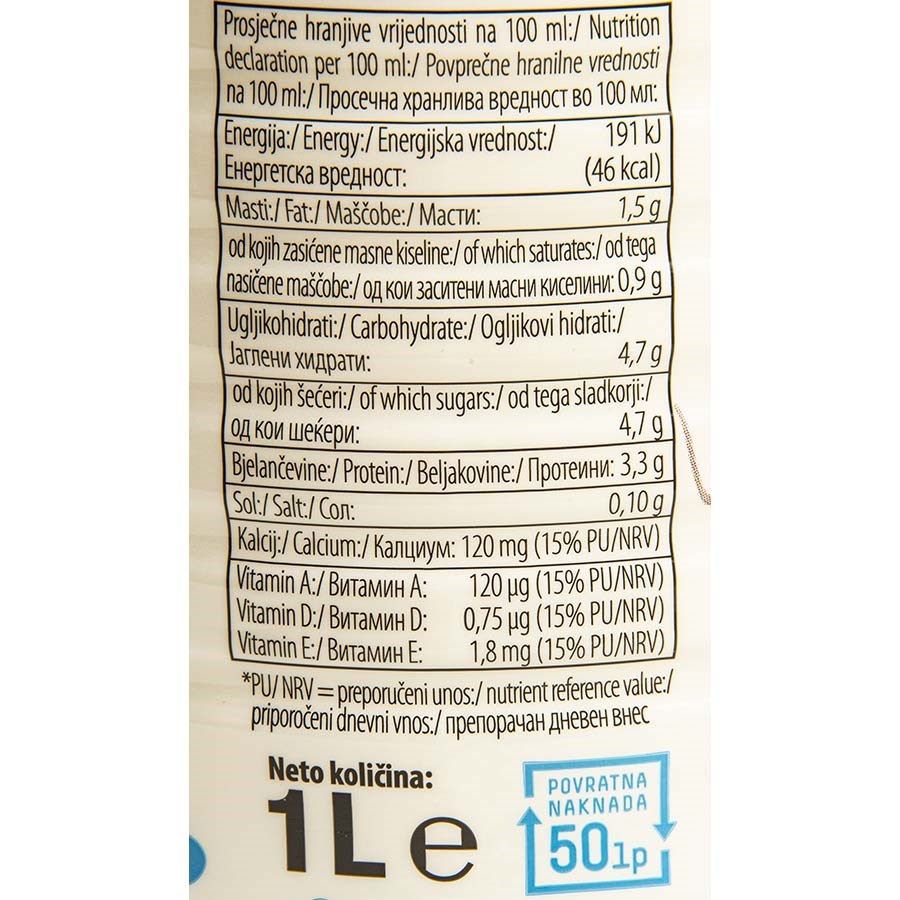 Prosječne hranjive vrijednosti na 100 ml:/ Nutrition
declaration per 100 ml:/ Povprečne hranilne vrednosti
na 100 ml:/ Просечна хранлива вредност во 100 мл:
Energija:/ Energy:/ Energijska vrednost:/ 191 kJ
Енергетска вредност: (46 kcal)
Masti:/ Fat:/ Maščobe:/ Масти: 1,5 g
od kojih zasićene masne kiseline:/ of which saturates:/ od tega
nasičene maščobe:/ од кои заситени масни киселини: 0,9 g
Ugljikohidrati:/ Carbohydrate:/ Ogljikovi hidrati:/
Јаглени хидрати: 4,7 g
od kojih šećeri:/ of which sugars:/ od tega sladkorji:/
од кои шеќери: 4,7 g
Bjelančevine:/ Protein:/ Beljakovine:/ Протеини: 3,3 g
Sol:/ Salt:/ Сол: 0,10 g
Kalcij:/ Calcium:/ Калциум: 120 mg (15% PU/NRV)
Vitamin A:/ Витамин А: 120 µg (15% PU/NRV)
Vitamin D:/ Витамин D: 0,75 µg (15% PU/NRV)
Vitamin E:/ Витамин Е: 1,8 mg (15% PU/NRV)
*PU/ NRV = preporučeni unos:/ nutrient reference value:/
priporočeni dnevni vnos:/ препорачан дневен внес
Neto količina:
1L e
POVRATNA
NAKNADA
50lp